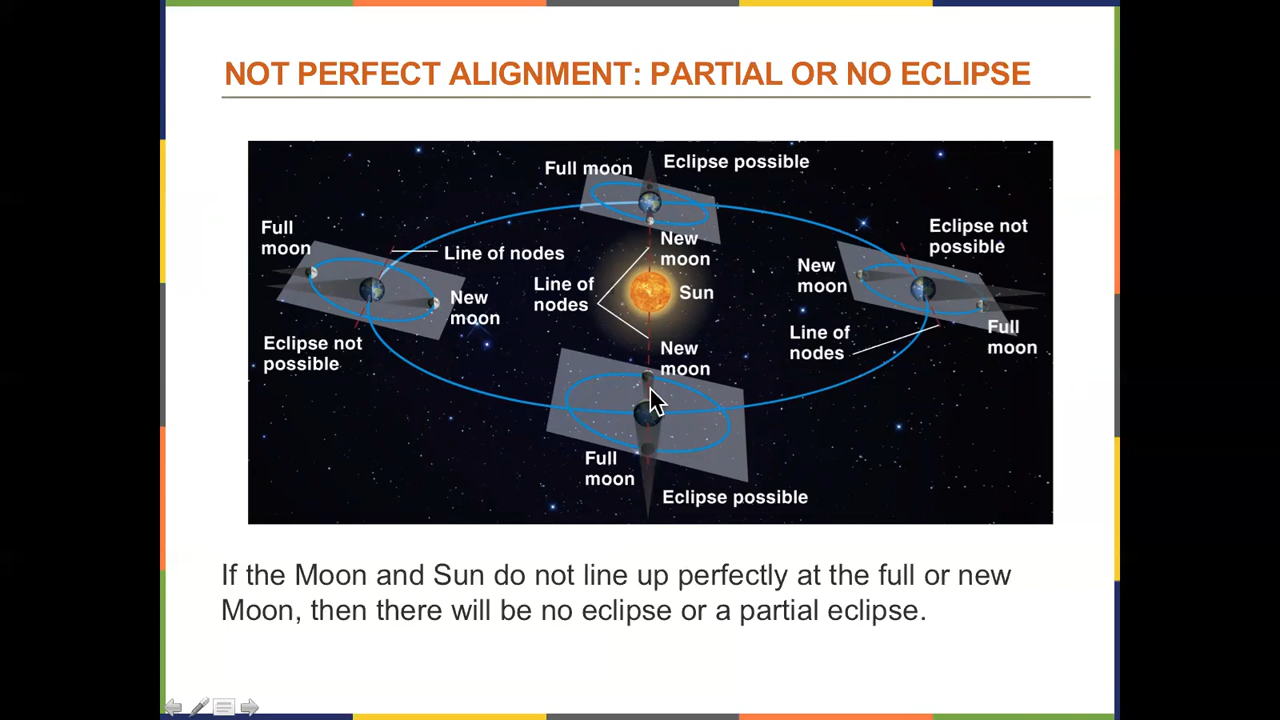 NOT PERFECT ALIGNMENT: PARTIAL OR NO ECLIPSE
Full moon
Eclipse possible
Full
moon
Line of nodes
New
moon
Eclipse not
possible
Line of
nodes
New
moon
Sun
New
moon
Eclipse not
possible
Line of
nodes
Full
moon
New
moon
Full
moon
Eclipse possible
If the Moon and Sun do not line up perfectly at the full or new
Moon, then there will be no eclipse or a partial eclipse.